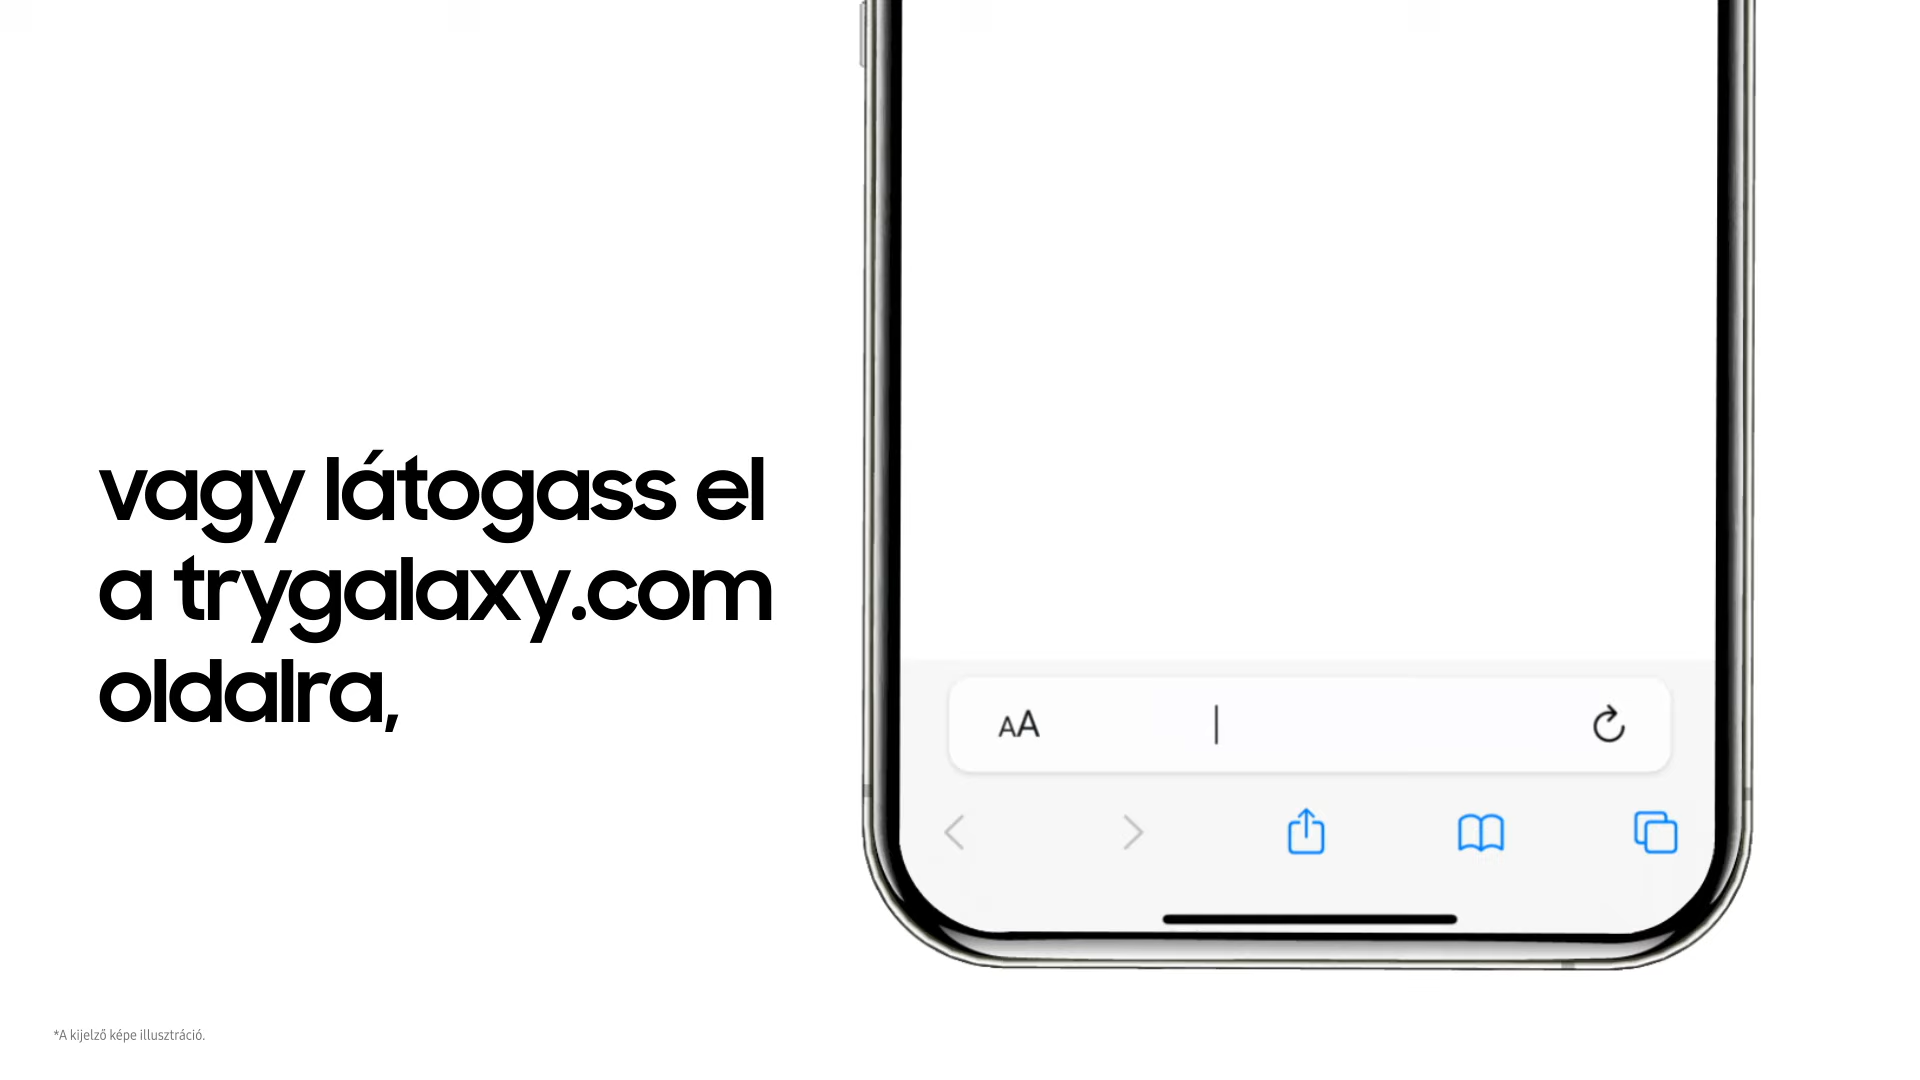 vagy látogass el
a trygalaxy.com
oldalra,
AA
*A kijelző képe illusztráció.